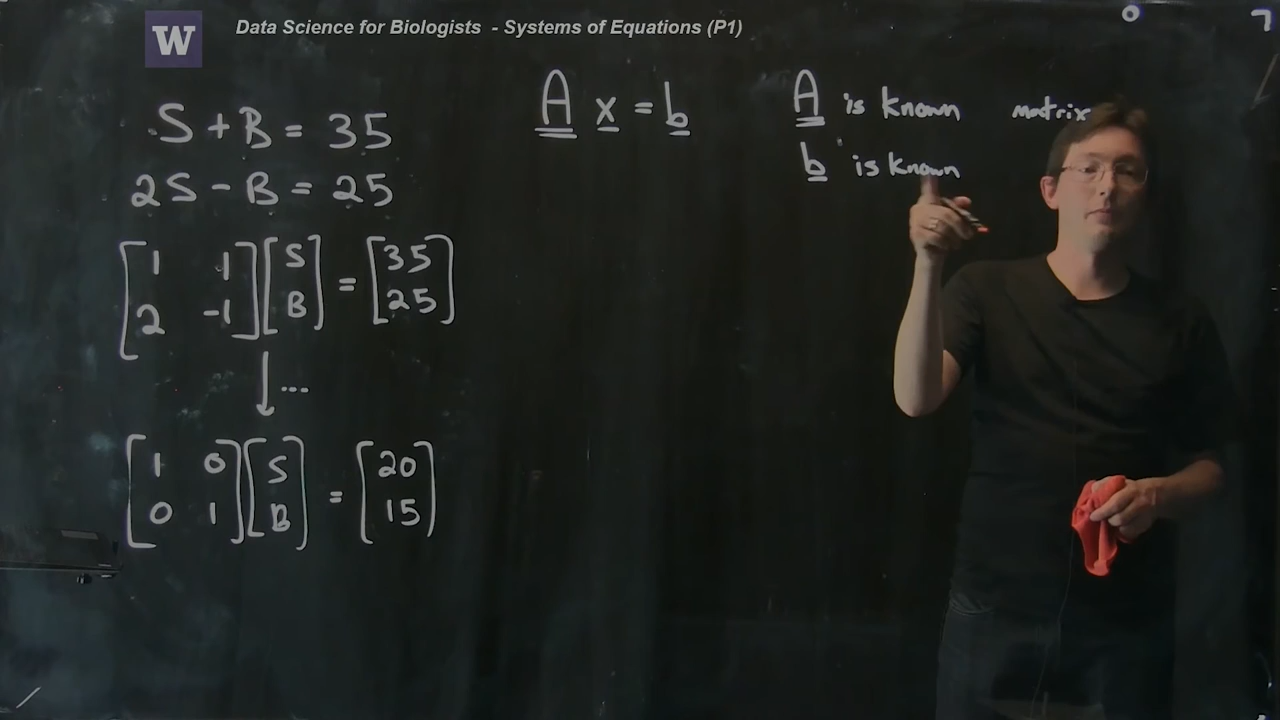 W
Data Science for Biologists - Systems of Equations (P1)
S + B = 35
2S - B = 25
[1 1; 2 -1] [S; B] = [35; 25]
↓ ...
[1 0; 0 1] [S; B] = [20; 15]
A x = b
A is known matrix
b is known